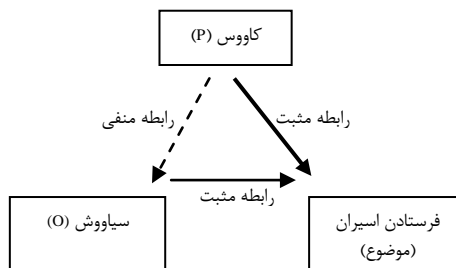 کاووس (P)
رابطه منفی
رابطه مثبت
رابطه مثبت
سیاووش (O)
فرستادن اسیران
(موضوع)